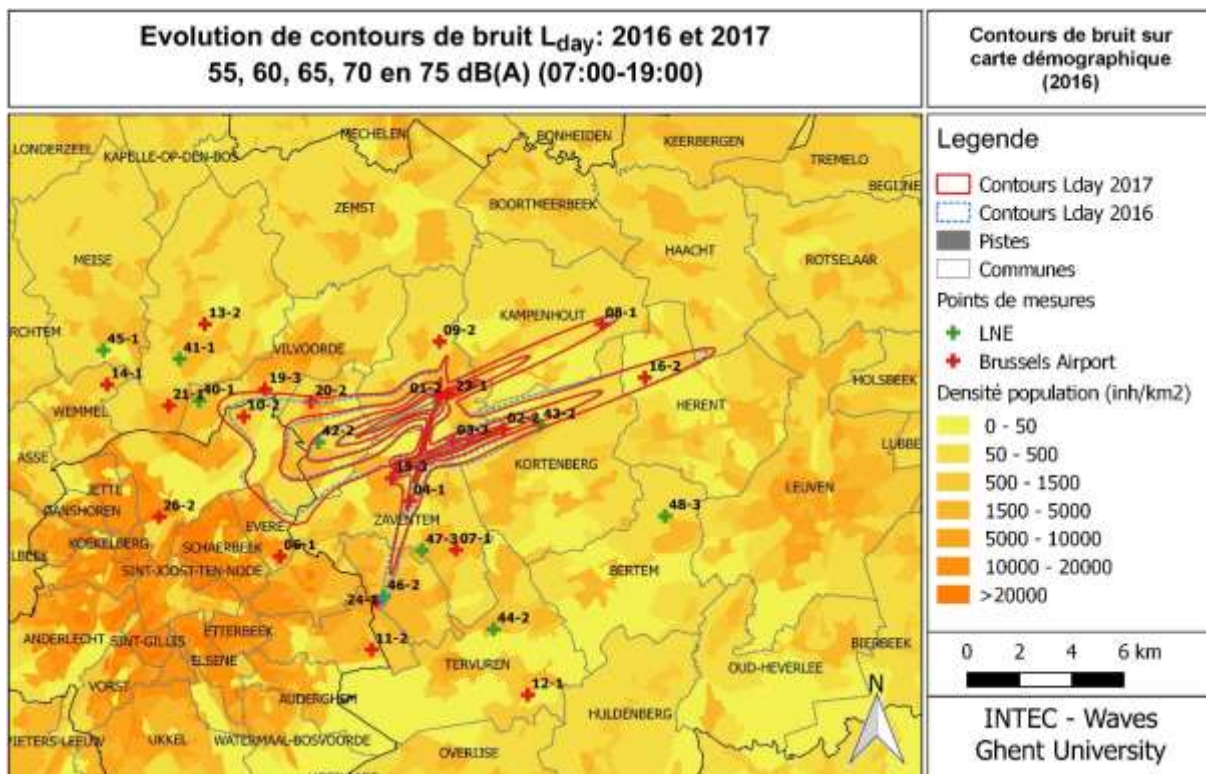 Evolution de contours de bruit Lday: 2016 et 2017
55, 60, 65, 70 en 75 dB(A) (07:00-19:00)
Contours de bruit sur
carte démographique
(2016)
Legende
Contours Lday 2017
Contours Lday 2016
Pistes
Communes
Points de mesures
LNE
Brussels Airport
Densité population (inh/km2)
0 - 50
50 - 500
500 - 1500
1500 - 5000
5000 - 10000
10000 - 20000
>20000
0 2 4 6 km
INTEC - Waves
Ghent University
MECHELEN
BONHEIDEN
KEERBERGEN
LONDERZEEL
KAPELLE-OP-DEN-BOS
TREMELO
BEGIJNE
ZEMST
BOORTMEERBEEK
HAACHT
ROTSELAAR
MEISE
RCHTEM
13-2
KAMPENHOUT
08-1
45-1
41-1
VILVOORDE
09-2
14-1
19-3
16-2
HOLSBEEK
WEMMEL
21-1
40-1
20-2
01-2
23-1
10-2
HERENT
42-2
03-3
02-2
43-2
LUBBE
ASSE
KORTENBERG
JETTE
15-3
LEUVEN
04-1
26-2
EVERE
ZAVENTEM
48-3
KOEKELBERG
SCHAERBEEK
06-1
47-3
07-1
SINT-JOOST-TEN-NODE
BERTEM
46-2
44-2
ANDERLECHT
SINT-GILLIS
ETTERBEEK
11-2
BIERBEEK
ELSENE
TERVUREN
OUD-HEVERLEE
VORST
AUDERGHEM
12-1
HULDENBERG
N
UKKEL
WATERMAAL-BOSVOORDE
OVERIJSE